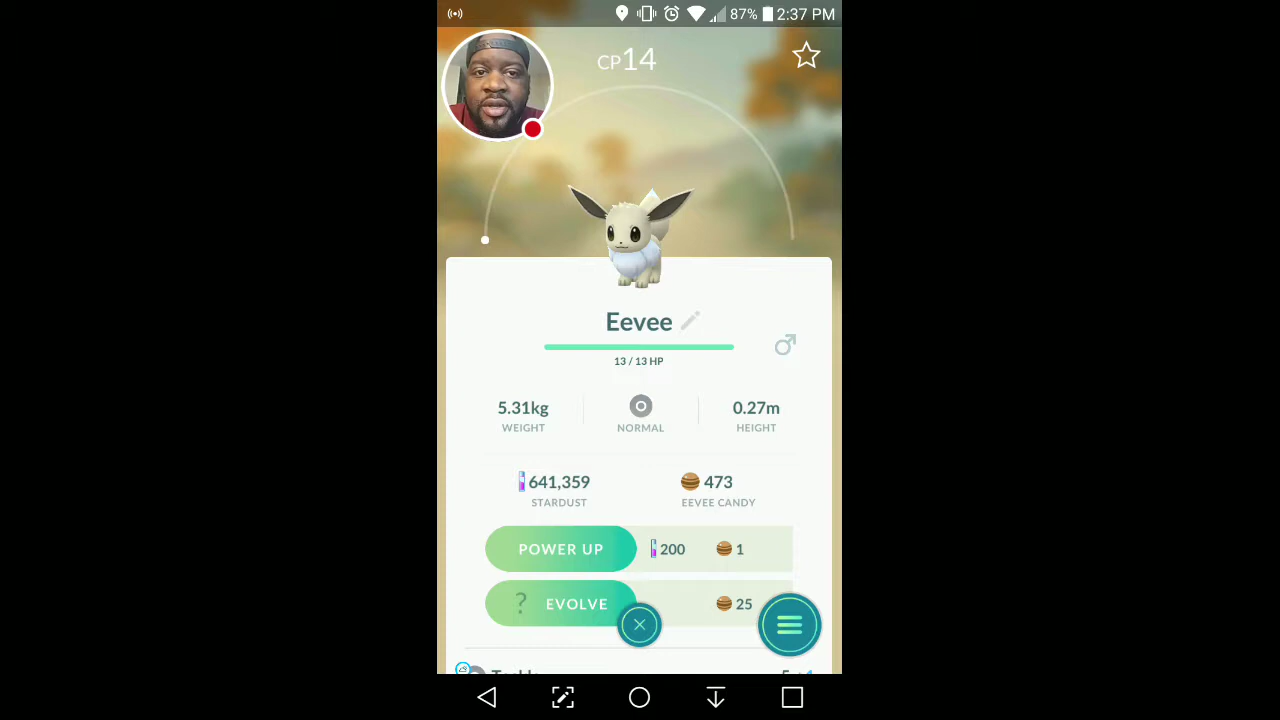 87% 2:37 PM
CP14
Eevee
13 / 13 HP
5.31kg
WEIGHT
NORMAL
0.27m
HEIGHT
641,359
STARDUST
473
EEVEE CANDY
POWER UP 200 1
? EVOLVE 25